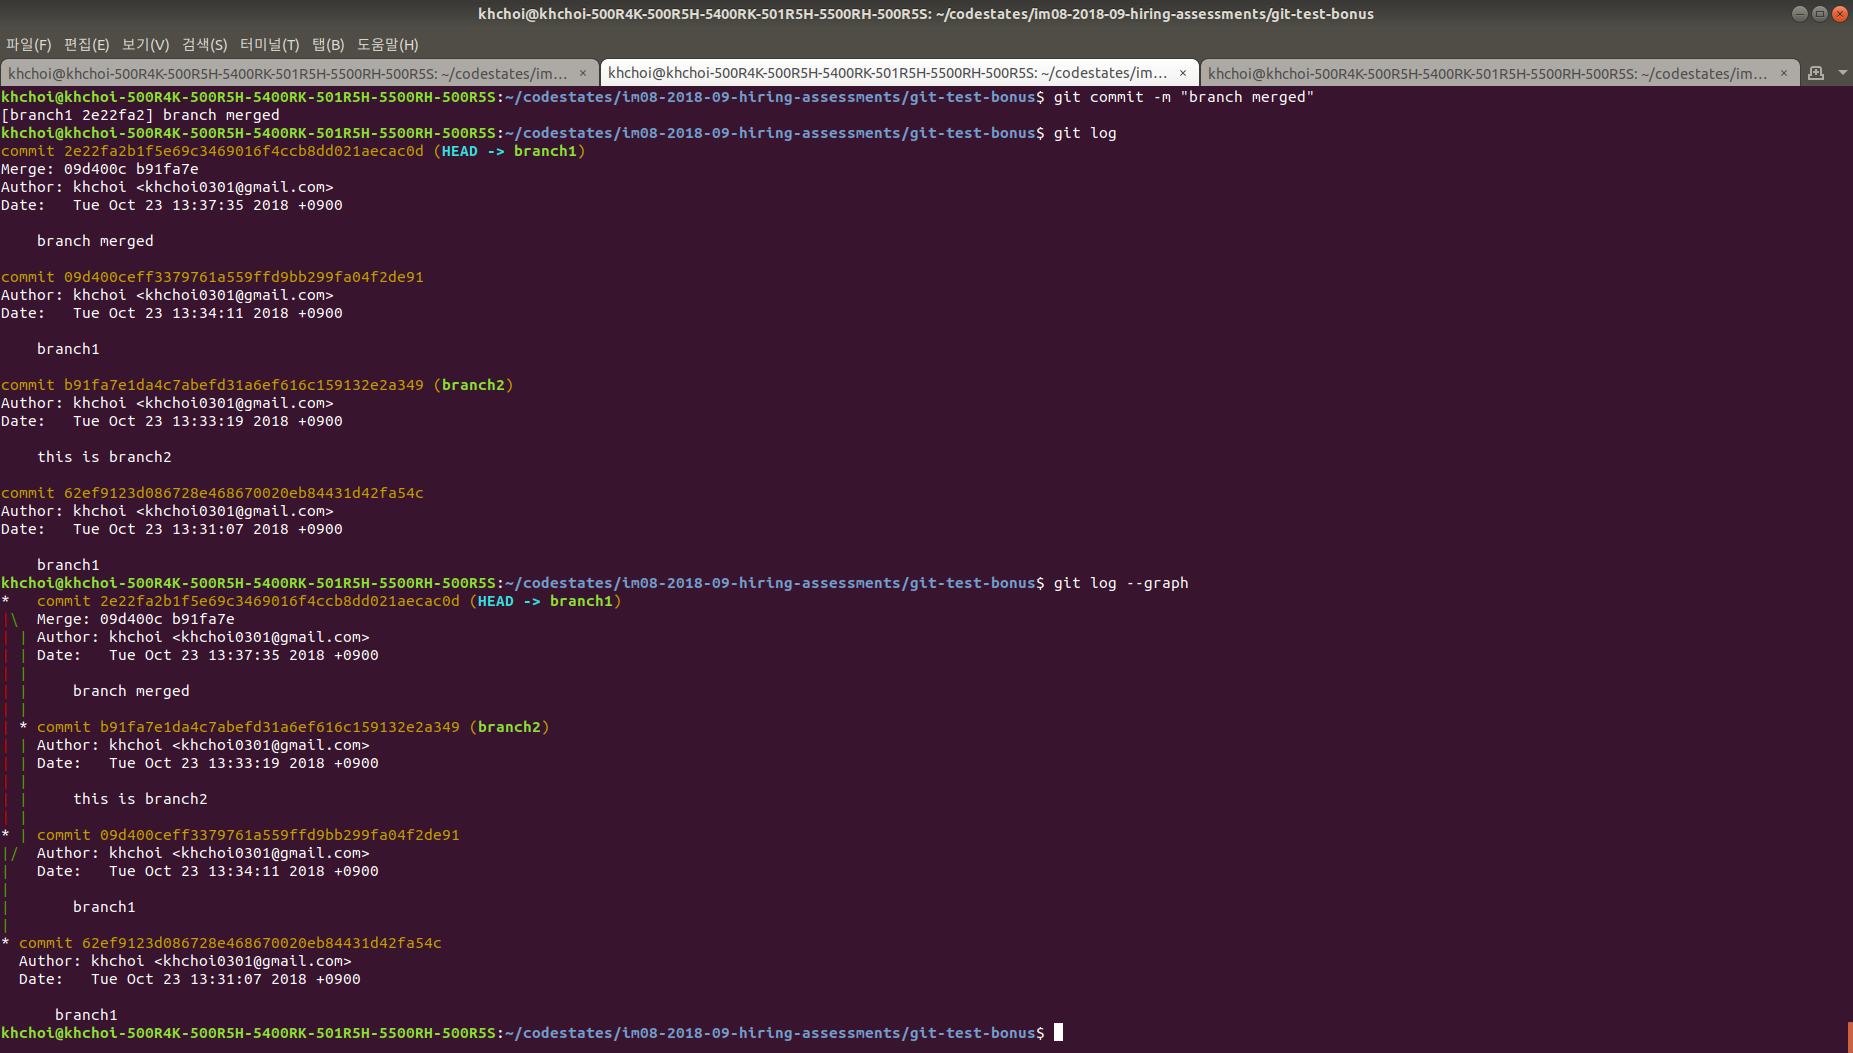 khchoi@khchoi-500R4K-500R5H-5400RK-501R5H-5500RH-500R5S: ~/codestates/im08-2018-09-hiring-assessments/git-test-bonus
파일(F) 편집(E) 보기(V) 검색(S) 터미널(T) 탭(B) 도움말(H)
khchoi@khchoi-500R4K-500R5H-5400RK-501R5H-5500RH-500R5S: ~/codestates/im... × khchoi@khchoi-500R4K-500R5H-5400RK-501R5H-5500RH-500R5S: ~/codestates/im... × khchoi@khchoi-500R4K-500R5H-5400RK-501R5H-5500RH-500R5S: ~/codestates/im... ×
khchoi@khchoi-500R4K-500R5H-5400RK-501R5H-5500RH-500R5S:~/codestates/im08-2018-09-hiring-assessments/git-test-bonus$ git commit -m "branch merged"
[branch1 2e22fa2] branch merged
khchoi@khchoi-500R4K-500R5H-5400RK-501R5H-5500RH-500R5S:~/codestates/im08-2018-09-hiring-assessments/git-test-bonus$ git log
commit 2e22fa2b1f5e69c3469016f4ccb8dd021aecac0d (HEAD -> branch1)
Merge: 09d400c b91fa7e
Author: khchoi <khchoi0301@gmail.com>
Date:   Tue Oct 23 13:37:35 2018 +0900

    branch merged

commit 09d400ceff3379761a559ffd9bb299fa04f2de91
Author: khchoi <khchoi0301@gmail.com>
Date:   Tue Oct 23 13:34:11 2018 +0900

    branch1

commit b91fa7e1da4c7abefd31a6ef616c159132e2a349 (branch2)
Author: khchoi <khchoi0301@gmail.com>
Date:   Tue Oct 23 13:33:19 2018 +0900

    this is branch2

commit 62ef9123d086728e468670020eb84431d42fa54c
Author: khchoi <khchoi0301@gmail.com>
Date:   Tue Oct 23 13:31:07 2018 +0900

    branch1
khchoi@khchoi-500R4K-500R5H-5400RK-501R5H-5500RH-500R5S:~/codestates/im08-2018-09-hiring-assessments/git-test-bonus$ git log --graph
*   commit 2e22fa2b1f5e69c3469016f4ccb8dd021aecac0d (HEAD -> branch1)
|\  Merge: 09d400c b91fa7e
| | Author: khchoi <khchoi0301@gmail.com>
| | Date:   Tue Oct 23 13:37:35 2018 +0900
| |
| |     branch merged
| |
| * commit b91fa7e1da4c7abefd31a6ef616c159132e2a349 (branch2)
| | Author: khchoi <khchoi0301@gmail.com>
| | Date:   Tue Oct 23 13:33:19 2018 +0900
| |
| |     this is branch2
| |
* | commit 09d400ceff3379761a559ffd9bb299fa04f2de91
|/  Author: khchoi <khchoi0301@gmail.com>
|   Date:   Tue Oct 23 13:34:11 2018 +0900
|
|       branch1
|
* commit 62ef9123d086728e468670020eb84431d42fa54c
  Author: khchoi <khchoi0301@gmail.com>
  Date:   Tue Oct 23 13:31:07 2018 +0900

      branch1
khchoi@khchoi-500R4K-500R5H-5400RK-501R5H-5500RH-500R5S:~/codestates/im08-2018-09-hiring-assessments/git-test-bonus$